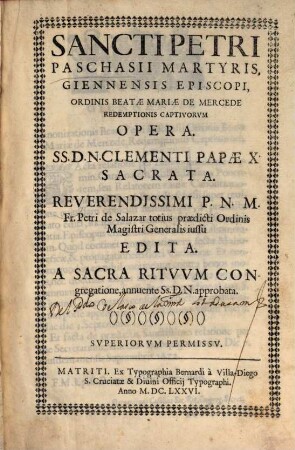 SANCTI PETRI
PASCHASII MARTYRIS,
GIENNENSIS EPISCOPI,
ORDINIS BEATÆ MARIÆ DE MERCEDE
REDEMPTIONIS CAPTIVORVM
OPERA.
SS.D.N.CLEMENTI PAPÆ X.
SACRATA.
REVERENDISSIMI P. N. M.
Fr. Petri de Salazar totius prædicti Ordinis
Magistri Generalis iussu
EDITA.
A SACRA RITVVM CON-
gregatione, annuente Ss. D.N. approbata.
SVPERIORVM PERMISSV.
MATRITI. Ex Typographia Bernardi à Villa-Diego
S. Cruciatæ & Diuini Officij Typographi.
Anno M.DC.LXXVI.